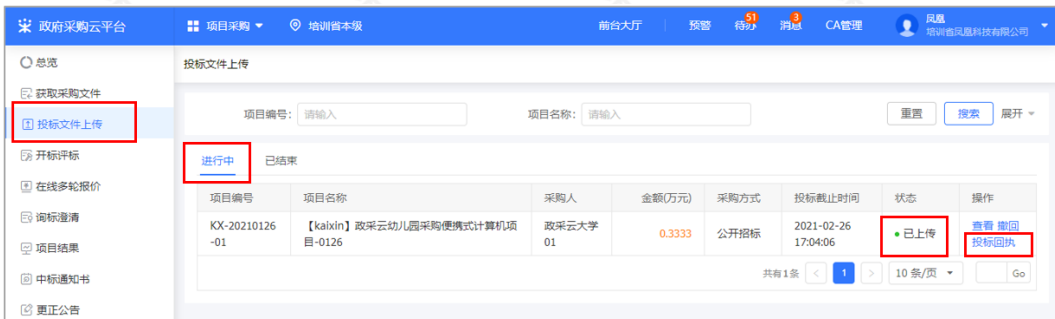 政府采购云平台
项目采购
培训省本级
前台大厅
预警
待办
51
消息
3
CA管理
凤凰
培训省凤凰科技有限公司
总览
获取采购文件
投标文件上传
开标评标
在线多轮报价
询标澄清
项目结果
中标通知书
更正公告
投标文件上传
项目编号: 请输入
项目名称: 请输入
重置
搜索
展开
进行中
已结束
项目编号 项目名称 采购人 金额(万元) 采购方式 投标截止时间 状态 操作
KX-20210126 【kaixin】政采云幼儿园采购便携式计算机项 政采云大学 0.3333 公开招标 2021-02-26 已上传 查看 撤回
-01 目-0126 01 17:04:06 投标回执
共有1条 < 1 > 10 条/页 Go